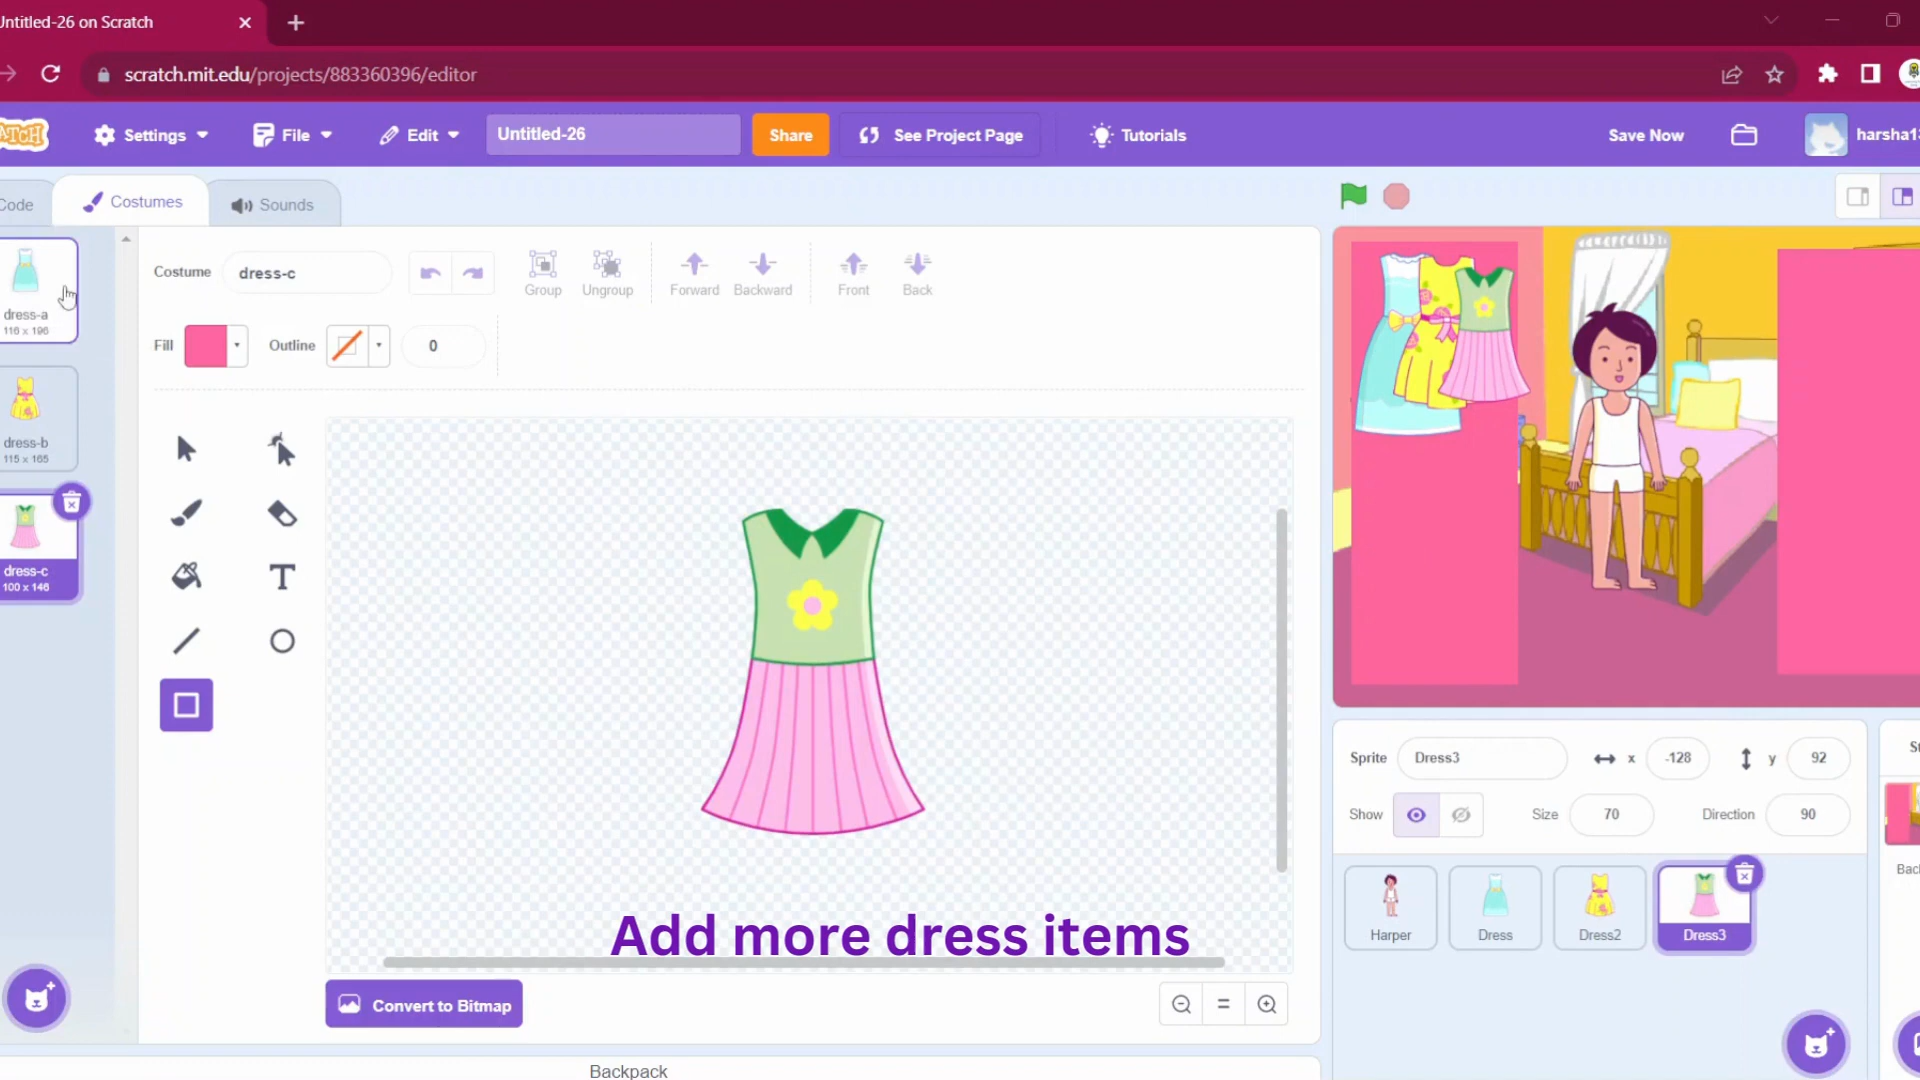 Untitled-26 on Scratch
scratch.mit.edu/projects/883360396/editor
Settings
File
Edit
Untitled-26
Share
See Project Page
Tutorials
Save Now
harsha13
Code
Costumes
Sounds
dress-a
116 x 196
dress-b
115 x 165
dress-c
100 x 146
Costume
dress-c
Group
Ungroup
Forward
Backward
Front
Back
Fill
Outline
0
Add more dress items
Convert to Bitmap
Backpack
Sprite
Dress3
x
-128
y
92
Show
Size
70
Direction
90
Harper
Dress
Dress2
Dress3